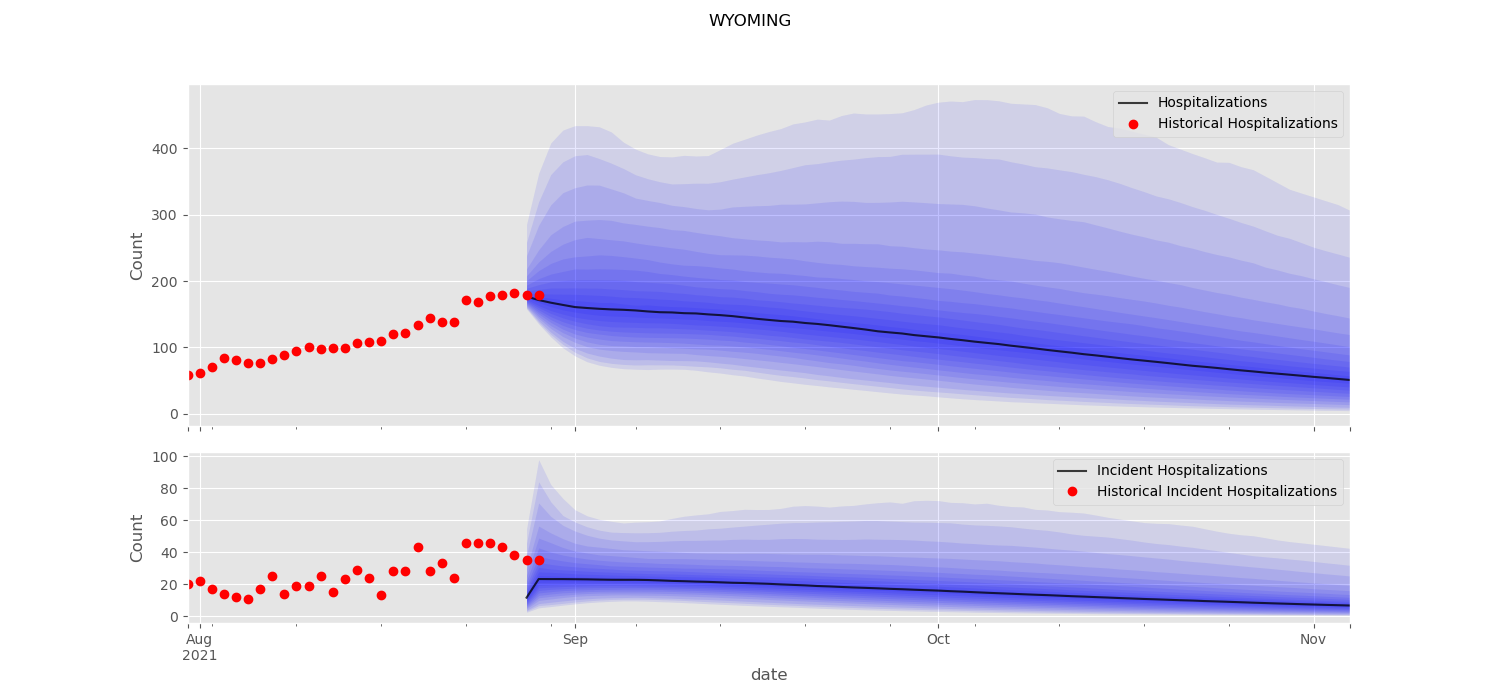 WYOMING
Hospitalizations
Historical Hospitalizations
Count
400
300
200
100
0
Incident Hospitalizations
Historical Incident Hospitalizations
Count
100
80
60
40
20
0
Aug Sep Oct Nov
2021
date